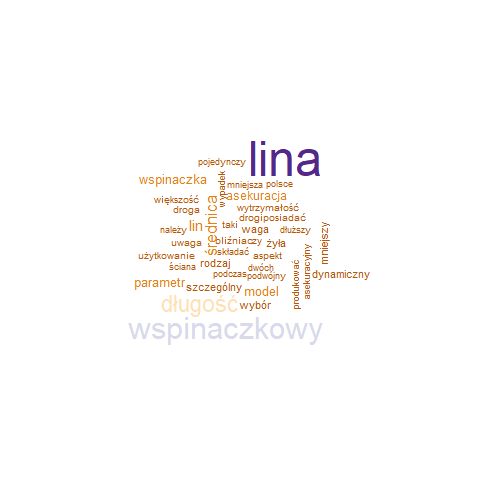 lina
pojedynczy
wypadek
wspinaczka
mniejsza
polsce
asekuracja
większość
średnica
wytrzymałość
droga
drogi
posiadać
należy
lin
taki
waga
dłuższy
mniejszy
uwaga
bliźniaczy
żyła
składać
użytkowanie
aspekt
ściana
rodzaj
dwóch
podczas
podwójny
asekuracyjny
dynamiczny
produkować
parametr
szczególny
model
długość
wybór
wspinaczkowy